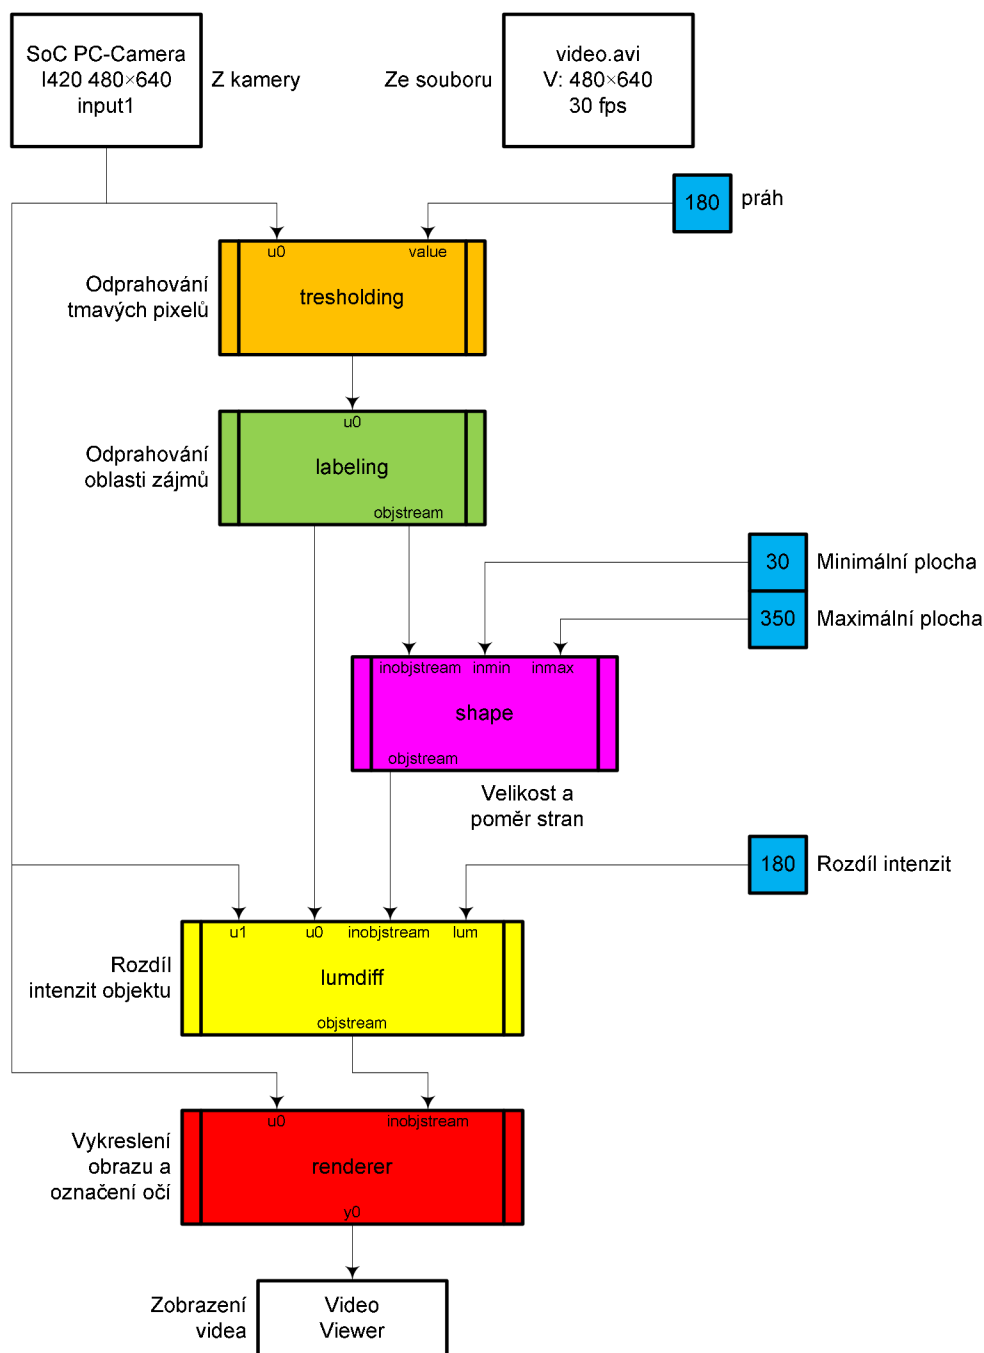 SoC PC-Camera
I420 480×640
input1
Z kamery
Ze souboru
video.avi
V: 480×640
30 fps
180
práh
u0
value
Odprahování
tmavých pixelů
tresholding
u0
Odprahování
oblasti zájmů
labeling
objstream
30
Minimální plocha
350
Maximální plocha
inobjstream
inmin
inmax
shape
objstream
Velikost a
poměr stran
180
Rozdíl intenzit
u1
u0
inobjstream
lum
Rozdíl
intenzit objektu
lumdiff
objstream
u0
inobjstream
Vykreslení
obrazu a
označení očí
renderer
y0
Zobrazení
videa
Video
Viewer